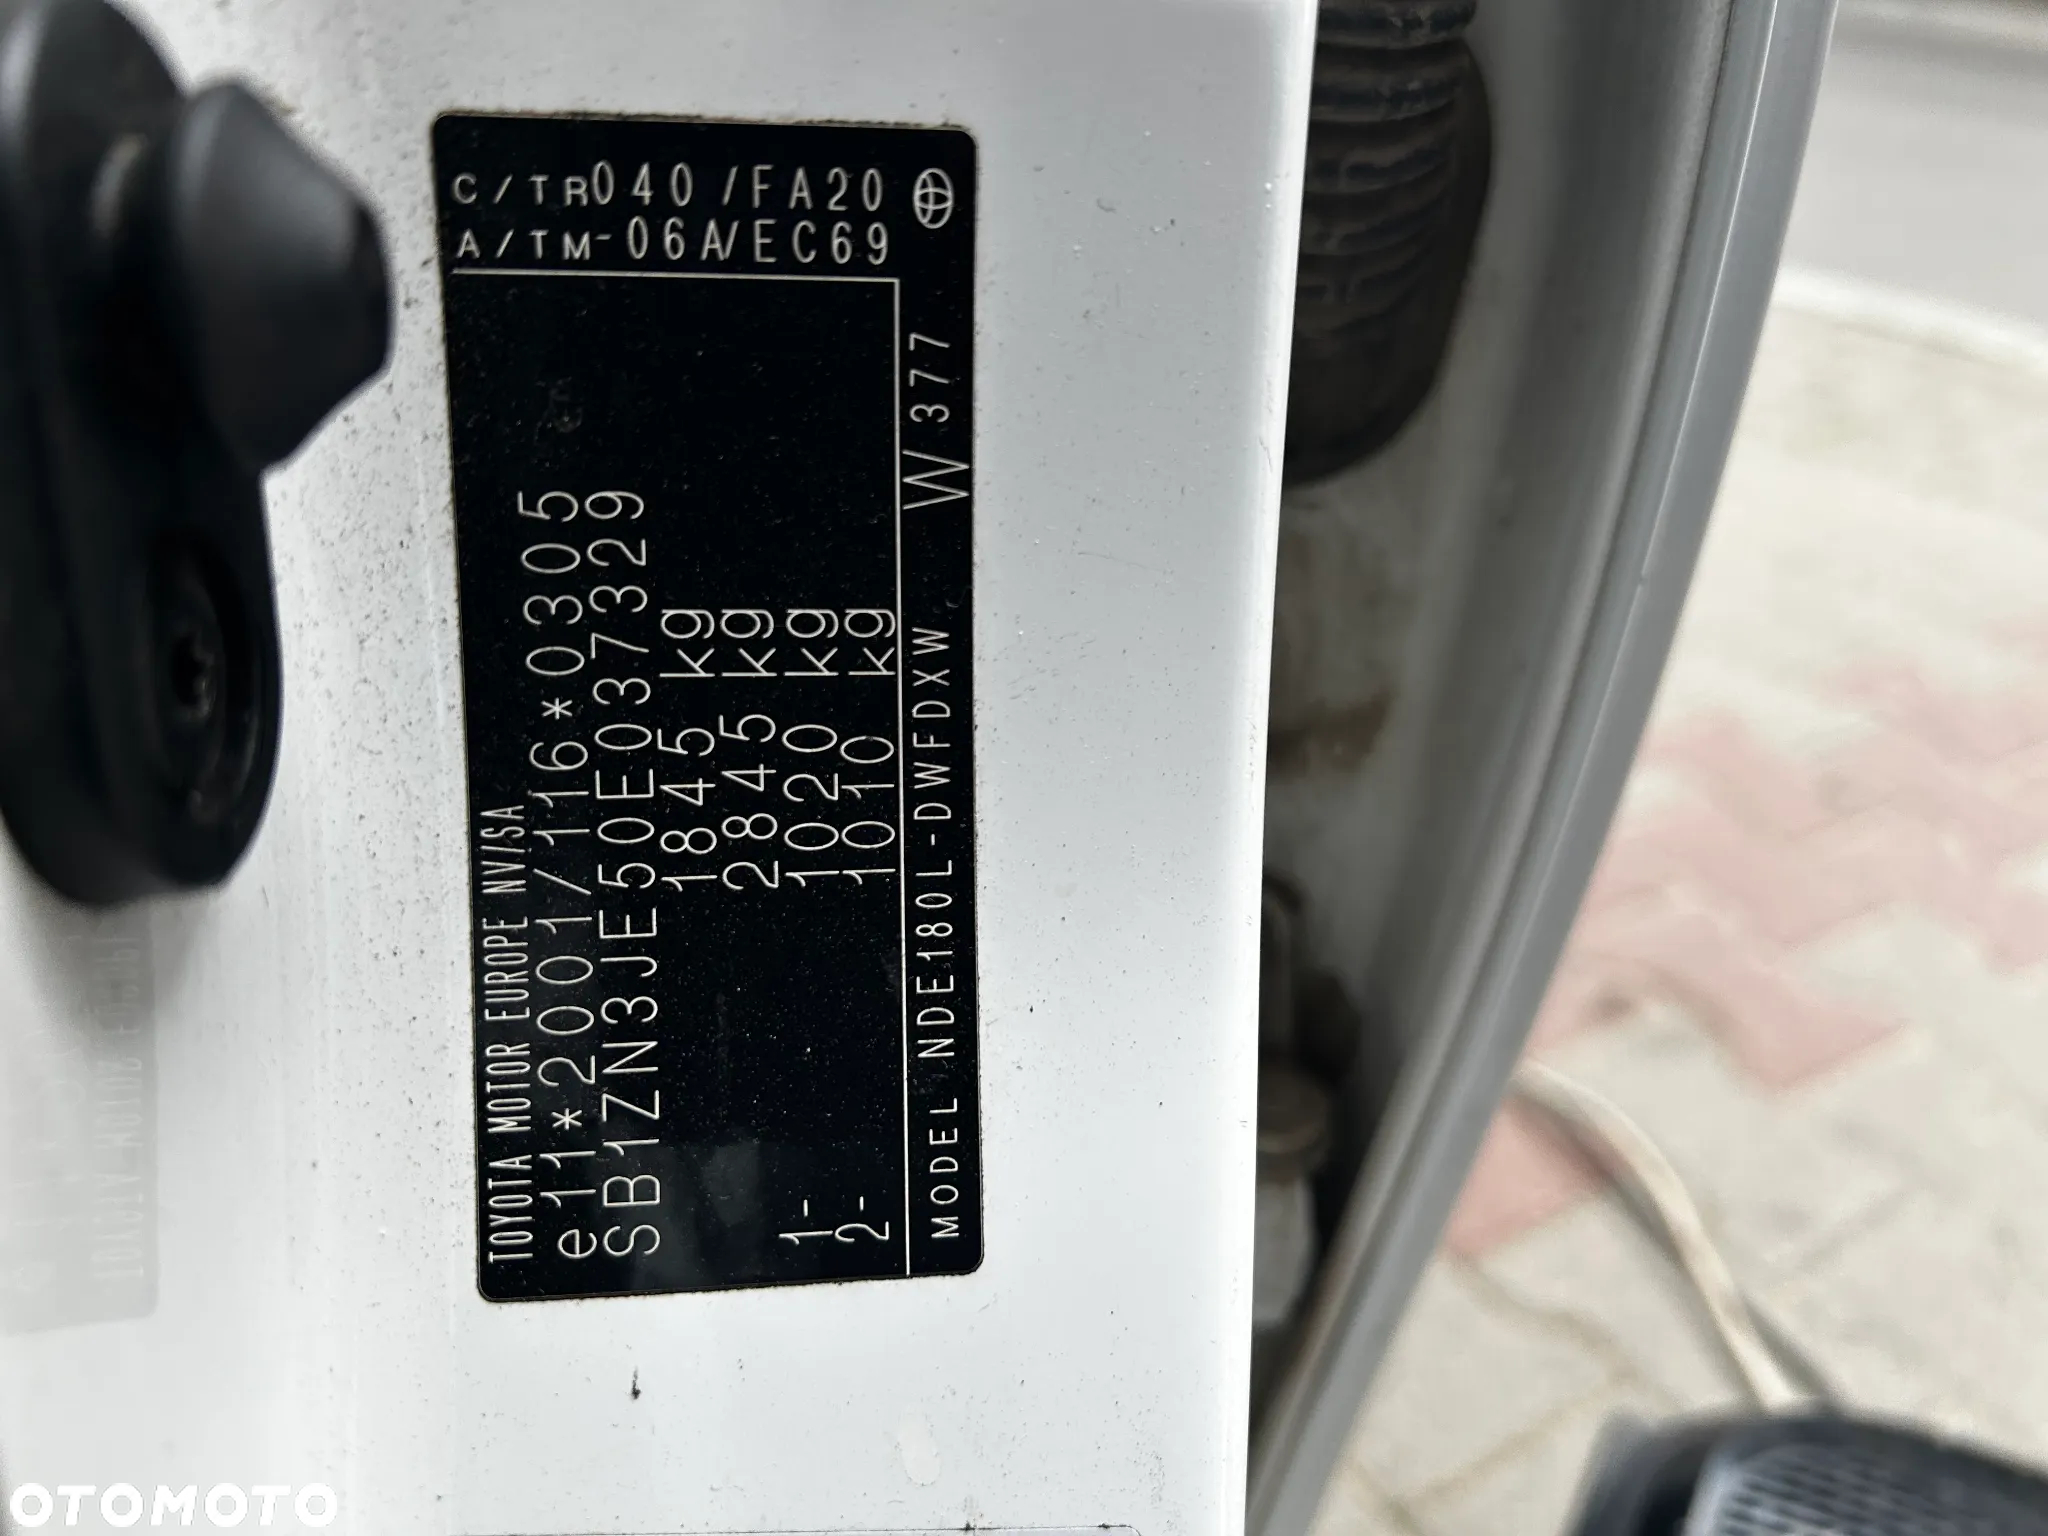 TOYOTA MOTOR EUROPE NV/SA
e11*2001/116*0305
SB1ZN3JE50E037329
1845 kg
2845 kg
1- 1020 kg
2- 1010 kg
MODEL NDE180L-DWFDXW W377
C/TR040 /FA20
A/TM-06A/EC69
OTOMOTO